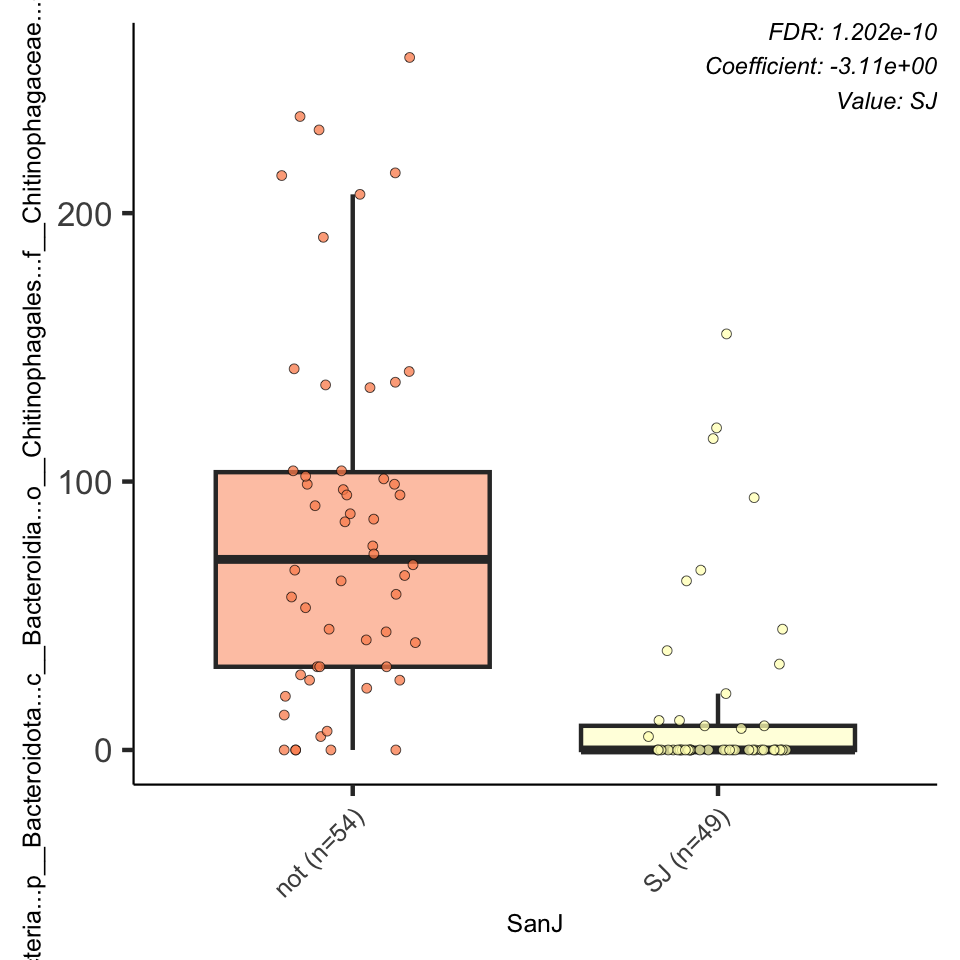 FDR: 1.202e-10
Coefficient: -3.11e+00
Value: SJ
teria...p__Bacteroidota...c__Bacteroidia...o__Chitinophagales...f__Chitinophagaceae...
200
100
0
not (n=54)
SJ (n=49)
SanJ